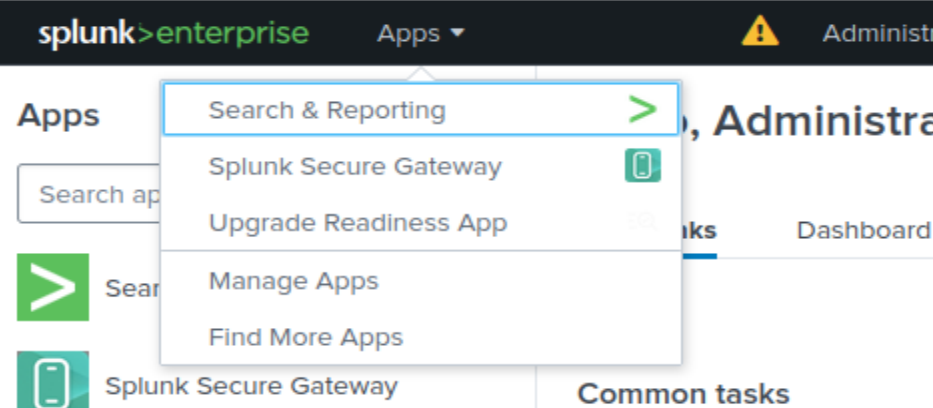 splunk>enterprise Apps Administr
Apps
Search & Reporting
, Administra
Splunk Secure Gateway
Search ap
Upgrade Readiness App
ks
Dashboard
Manage Apps
Sear
Find More Apps
Splunk Secure Gateway
Common tasks